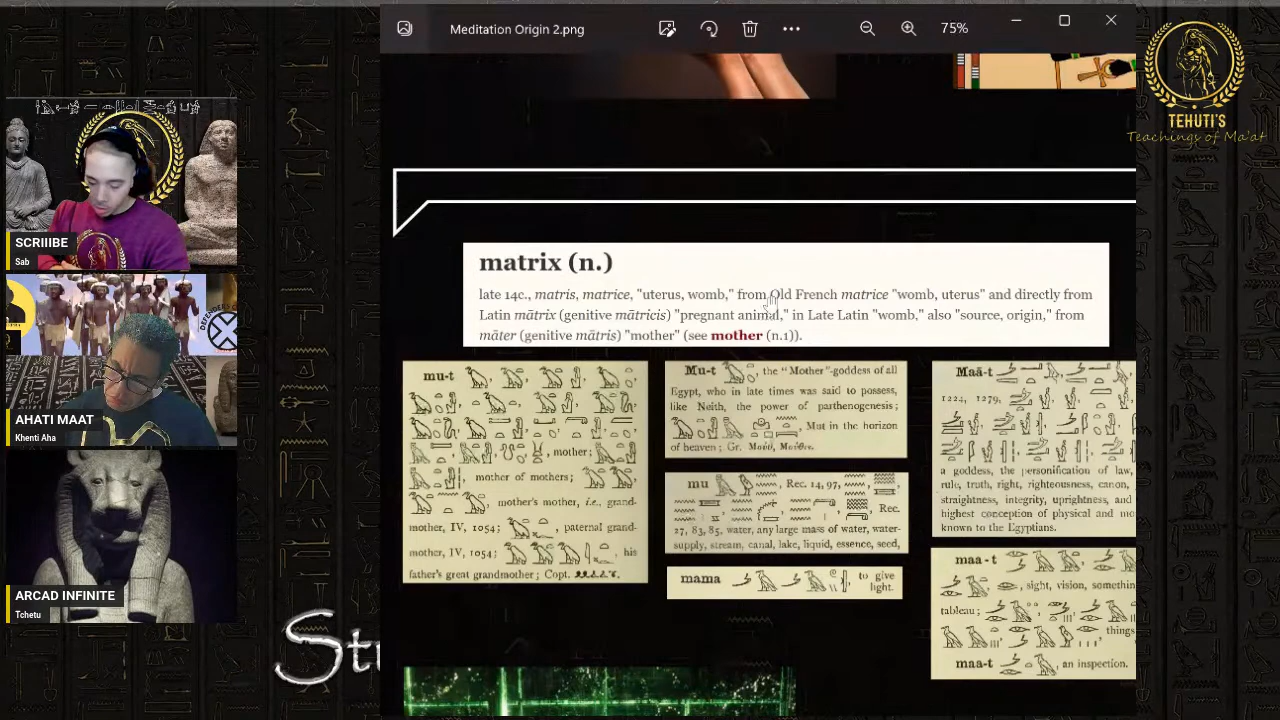 Meditation Origin 2.png
75%
TEHUTI'S
Teachings of Ma'at
SCRIIIBE
Sab
AHATI MAAT
Khenti Aha
ARCAD INFINITE
Tchetu
matrix (n.)
late 14c., matris, matrice, "uterus, womb," from Old French matrice "womb, uterus" and directly from
Latin mātrix (genitive mātricis) "pregnant animal," in Late Latin "womb," also "source, origin," from
māter (genitive mātris) "mother" (see mother (n.1)).
mu-t
mother;
mother of mothers;
mother's mother, i.e., grand-
mother, IV, 1054; paternal grand-
mother, IV, 1054; his
father's great grandmother; Copt.
Mu-t , the "Mother"-goddess of all
Egypt, who in late times was said to possess,
like Neith, the power of parthenogenesis;
Mut in the horizon
of heaven; Gr.
mu , Rec. 14, 97,
Rec.
27, 83, 85, water, any large mass of water, water-
supply, stream, canal, lake, liquid, essence, seed,
mama to give
light.
Maā-t
1224, 1279,
a goddess, the personification of law,
rule, truth, right, righteousness, canon,
straightness, integrity, uprightness, and
highest conception of physical and mo
known to the Egyptians.
maa-t
, sight, vision, somethin
tableau;
things
maa-t , an inspection.
St